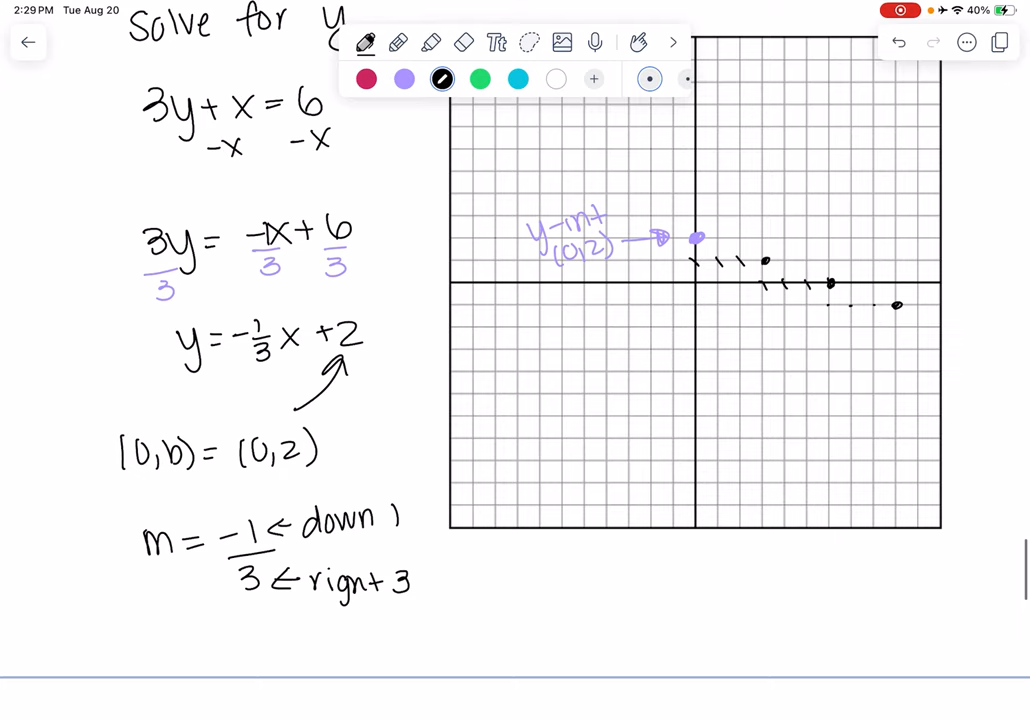 2:29 PM Tue Aug 20
40%
Solve for y
Tt
3y + x = 6
-x -x
3y = -1x + 6
3 3 3
y = -1/3 x + 2
(0,b) = (0,2)
m = -1 ← down 1
3 ← right 3
y-int
(0,2) →